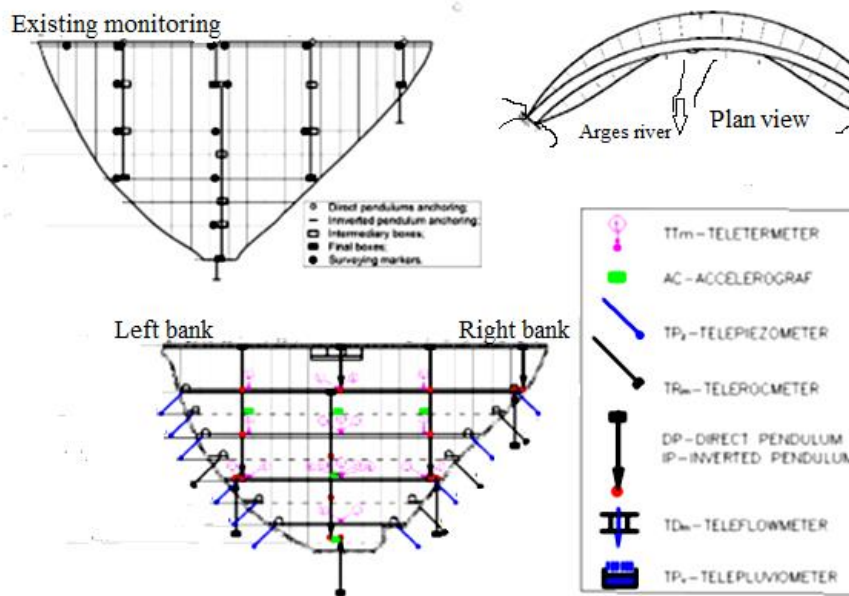 Existing monitoring
Direct pendulums anchoring;
Innverted pendulum anchoring;
Intermediary boxes;
Final boxes;
Surveying markers.
Arges river
Plan view
Left bank
Right bank
TTm-TELETERMETER
AC-ACCELEROGRAF
TPz-TELEPIEZOMETER
TRm-TELEROCMETER
DP-DIRECT PENDULUM
IP-INVERTED PENDULUM
TDm-TELEFLOWMETER
TPv-TELEPLUVIOMETER